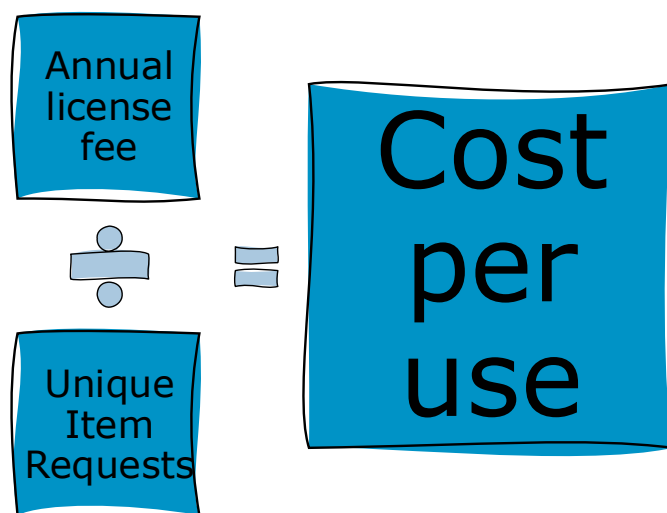 Annual
license
fee
÷
Unique
Item
Requests
=
Cost
per
use